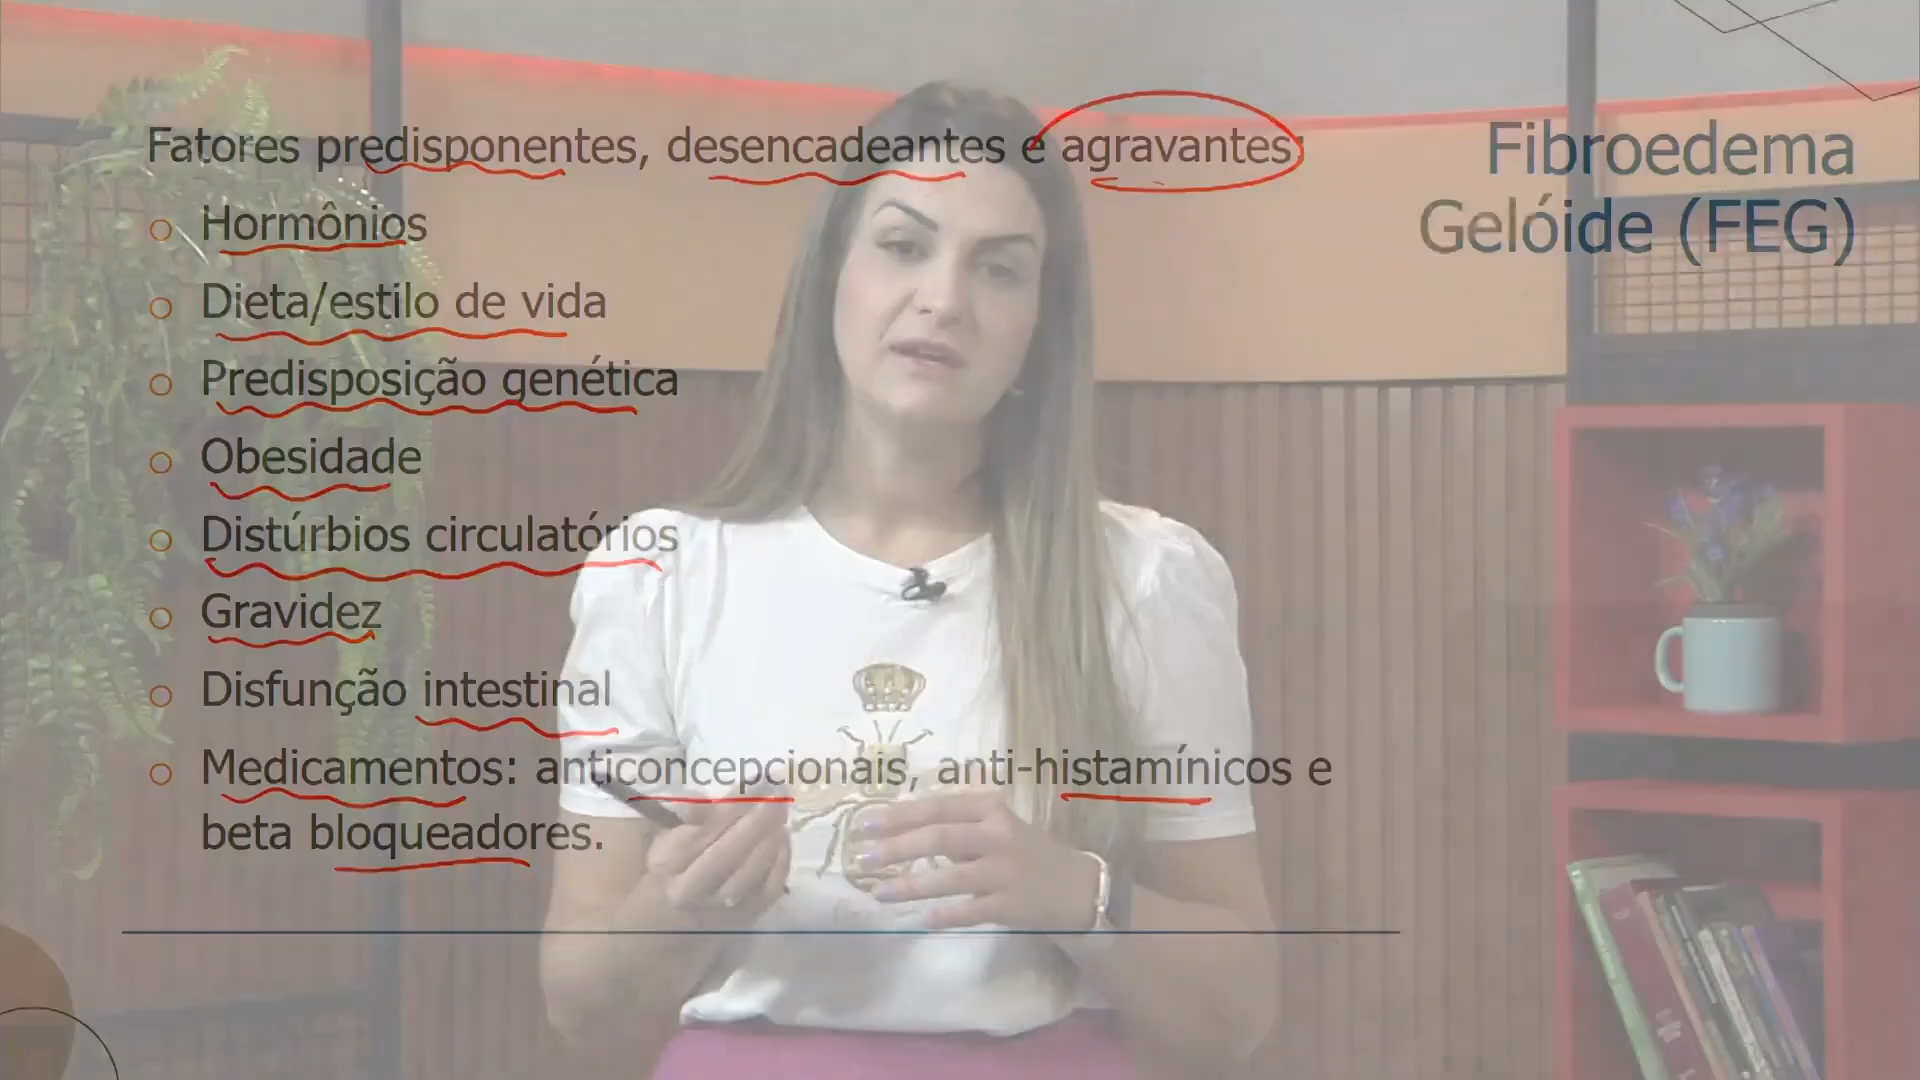 Fatores predisponentes, desencadeantes e agravantes:
Hormônios
Dieta/estilo de vida
Predisposição genética
Obesidade
Distúrbios circulatórios
Gravidez
Disfunção intestinal
Medicamentos: anticoncepcionais, anti-histamínicos e
beta bloqueadores.
Fibroedema
Gelóide (FEG)